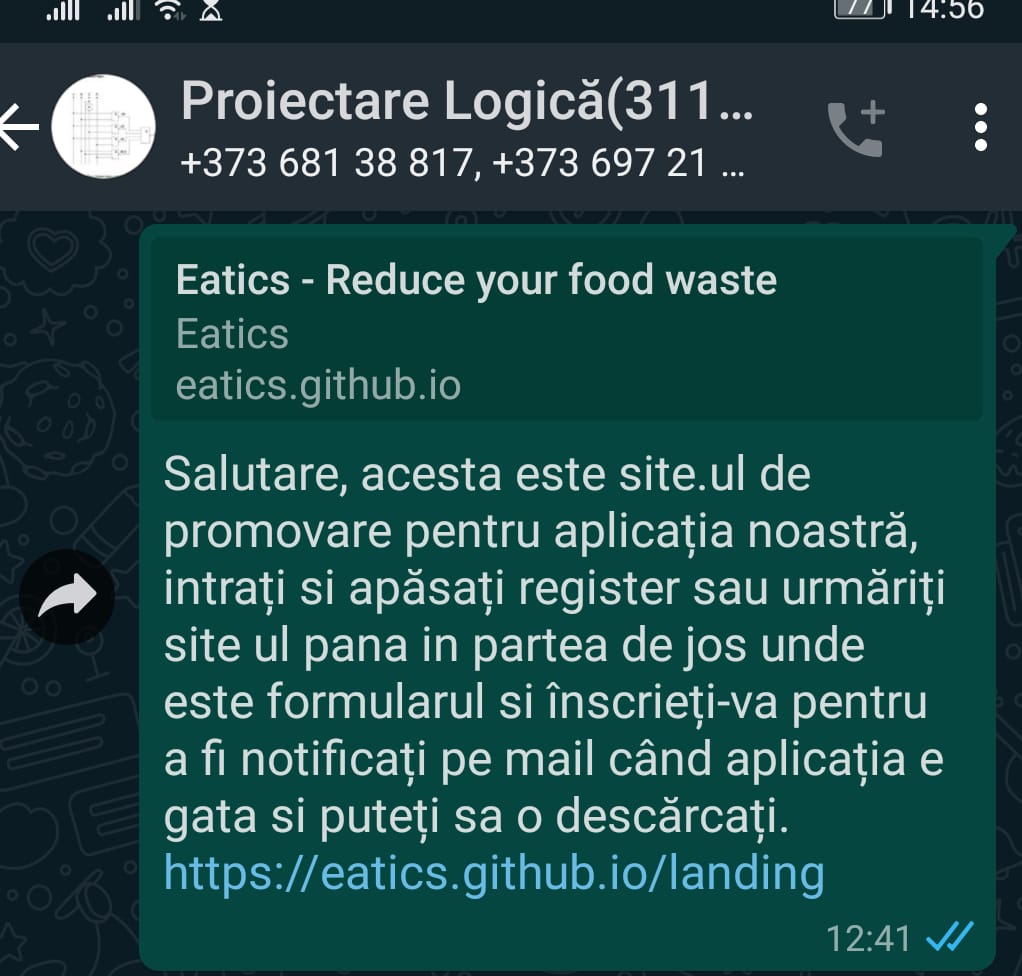 77 14:56
Proiectare Logică(311...
+373 681 38 817, +373 697 21 ...
Eatics - Reduce your food waste
Eatics
eatics.github.io
Salutare, acesta este site.ul de
promovare pentru aplicația noastră,
intrați si apăsați register sau urmăriți
site ul pana in partea de jos unde
este formularul si înscrieți-va pentru
a fi notificați pe mail când aplicația e
gata si puteți sa o descărcați.
https://eatics.github.io/landing
12:41